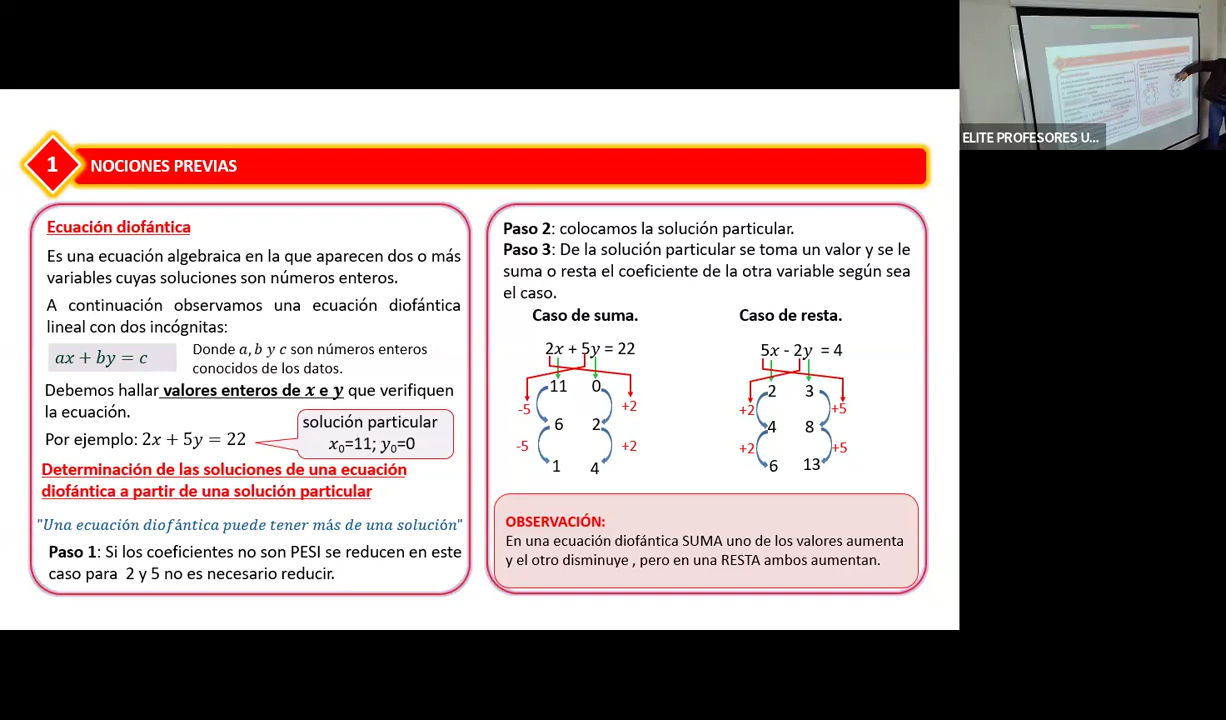 1
NOCIONES PREVIAS
Ecuación diofántica
Es una ecuación algebraica en la que aparecen dos o más
variables cuyas soluciones son números enteros.
A continuación observamos una ecuación diofántica
lineal con dos incógnitas:
ax + by = c
Donde a, b y c son números enteros
conocidos de los datos.
Debemos hallar valores enteros de x e y que verifiquen
la ecuación.
Por ejemplo: 2x + 5y = 22
solución particular
x₀=11; y₀=0
Determinación de las soluciones de una ecuación
diofántica a partir de una solución particular
"Una ecuación diofántica puede tener más de una solución"
Paso 1: Si los coeficientes no son PESI se reducen en este
caso para 2 y 5 no es necesario reducir.
Paso 2: colocamos la solución particular.
Paso 3: De la solución particular se toma un valor y se le
suma o resta el coeficiente de la otra variable según sea
el caso.
Caso de suma.
2x + 5y = 22
11 0
-5 +2
6 2
-5 +2
1 4
Caso de resta.
5x - 2y = 4
2 3
+2 +5
4 8
+2 +5
6 13
OBSERVACIÓN:
En una ecuación diofántica SUMA uno de los valores aumenta
y el otro disminuye , pero en una RESTA ambos aumentan.
ELITE PROFESORES U...